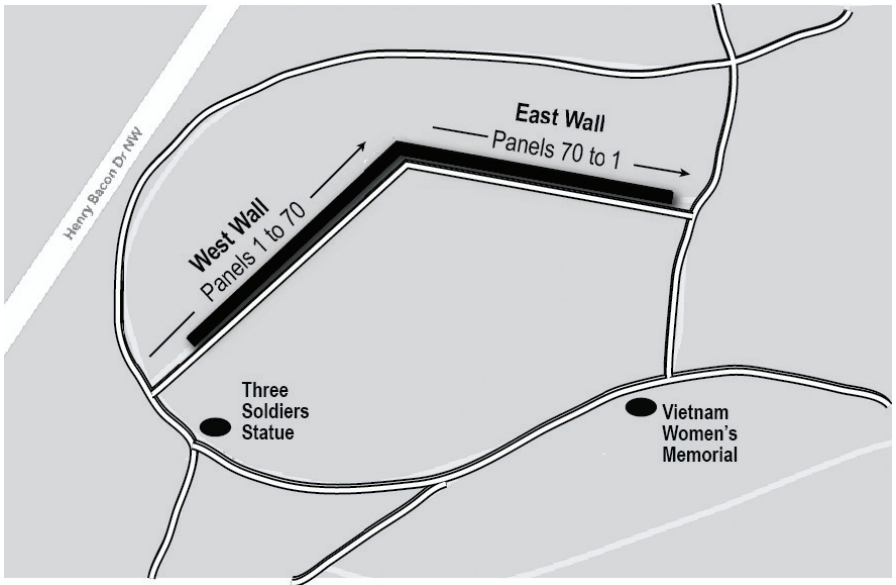 Henry Bacon Dr NW
West Wall
Panels 1 to 70
East Wall
Panels 70 to 1
Three
Soldiers
Statue
Vietnam
Women's
Memorial